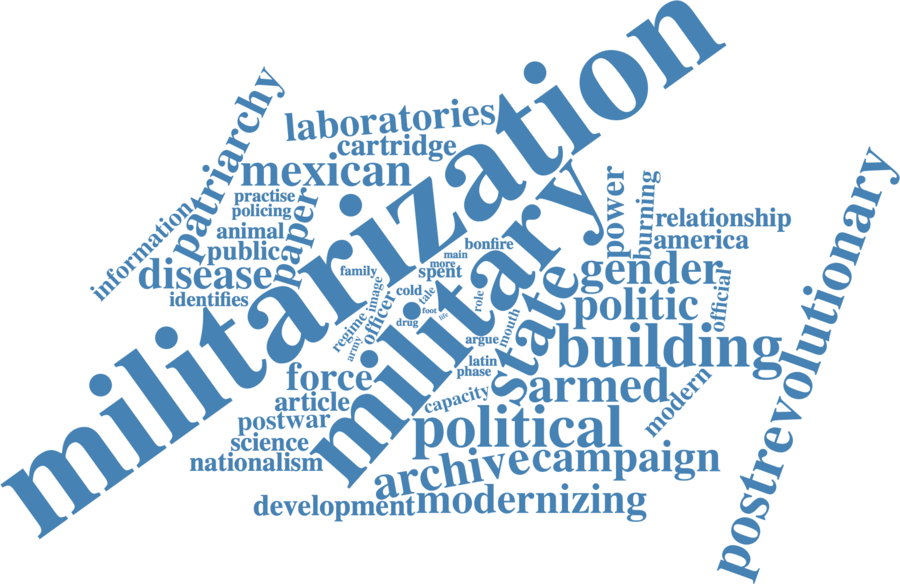 militarization
military
postrevolutionary
patriarchy
laboratories
cartridge
mexican
practise
policing
paper
information
animal
public
disease
identifies
power
burning
relationship
america
bonfire
main
more
spent
family
image
officer
regime
army
cold
tale
foot
life
drug
role
gender
official
politic
state
mouth
argue
latin
phase
building
armed
modern
capacity
force
article
postwar
science
nationalism
political
archive
campaign
development
modernizing